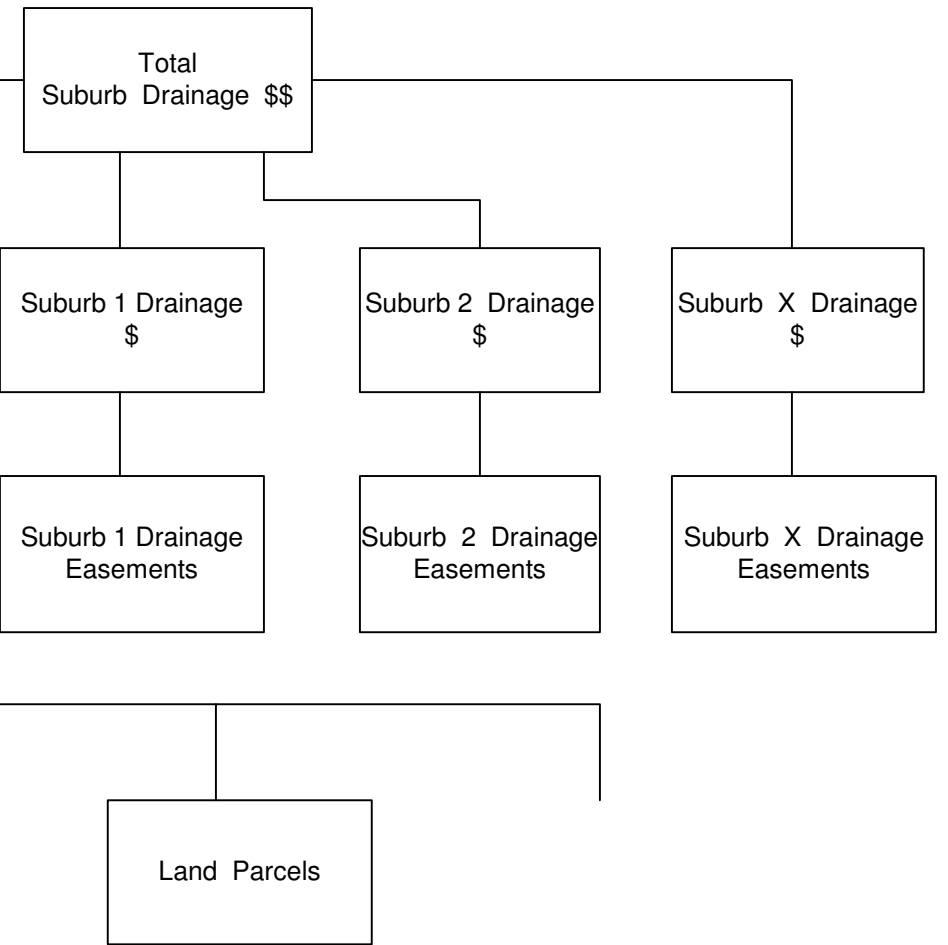 Total
Suburb Drainage $$
Suburb 1 Drainage
$
Suburb 2 Drainage
$
Suburb X Drainage
$
Suburb 1 Drainage
Easements
Suburb 2 Drainage
Easements
Suburb X Drainage
Easements
Land Parcels